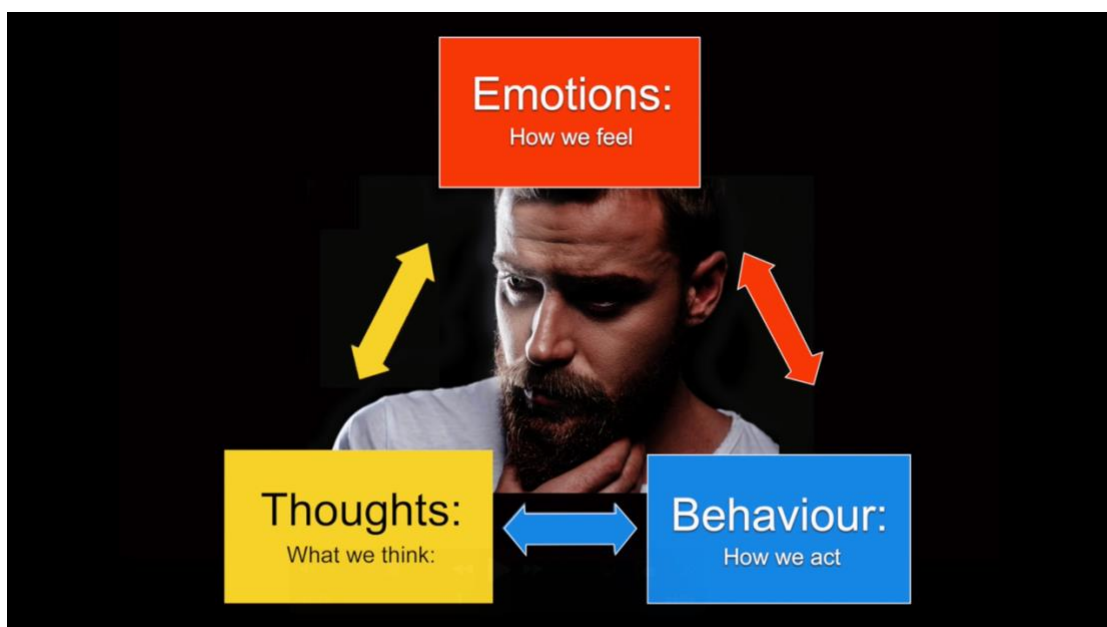 Emotions:
How we feel
Thoughts:
What we think:
Behaviour:
How we act